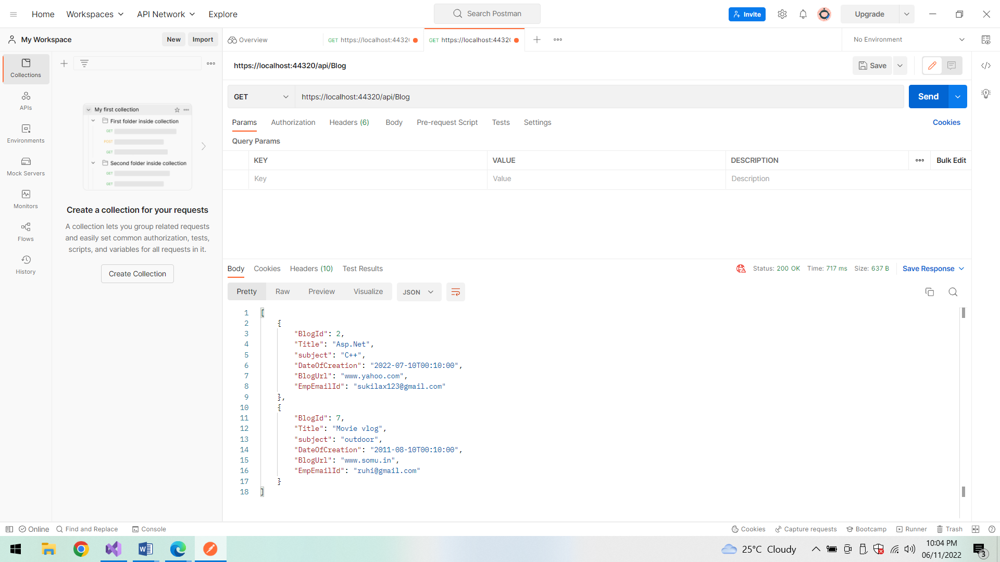 Home
Workspaces
API Network
Explore
Search Postman
Invite
Upgrade
My Workspace
New
Import
Overview
GET https://localhost:4432
GET https://localhost:4432
No Environment
Collections
APIs
Environments
Mock Servers
Monitors
Flows
History
My first collection
First folder inside collection
GET
POST
GET
Second folder inside collection
GET
GET
Create a collection for your requests
A collection lets you group related requests
and easily set common authorization, tests,
scripts, and variables for all requests in it.
Create Collection
https://localhost:44320/api/Blog
Save
GET
https://localhost:44320/api/Blog
Send
Params
Authorization
Headers (6)
Body
Pre-request Script
Tests
Settings
Cookies
Query Params
KEY
VALUE
DESCRIPTION
Bulk Edit
Key
Value
Description
Body
Cookies
Headers (10)
Test Results
Status: 200 OK
Time: 717 ms
Size: 637 B
Save Response
Pretty
Raw
Preview
Visualize
JSON
1 [
2 {
3 "BlogId": 2,
4 "Title": "Asp.Net",
5 "subject": "C++",
6 "DateOfCreation": "2022-07-10T00:10:00",
7 "BlogUrl": "www.yahoo.com",
8 "EmpEmailId": "sukilax123@gmail.com"
9 },
10 {
11 "BlogId": 7,
12 "Title": "Movie vlog",
13 "subject": "outdoor",
14 "DateOfCreation": "2011-08-10T00:10:00",
15 "BlogUrl": "www.somu.in",
16 "EmpEmailId": "ruhi@gmail.com"
17 }
18 ]
Online
Find and Replace
Console
Cookies
Capture requests
Bootcamp
Runner
Trash
25°C Cloudy
10:04 PM
06/11/2022
3